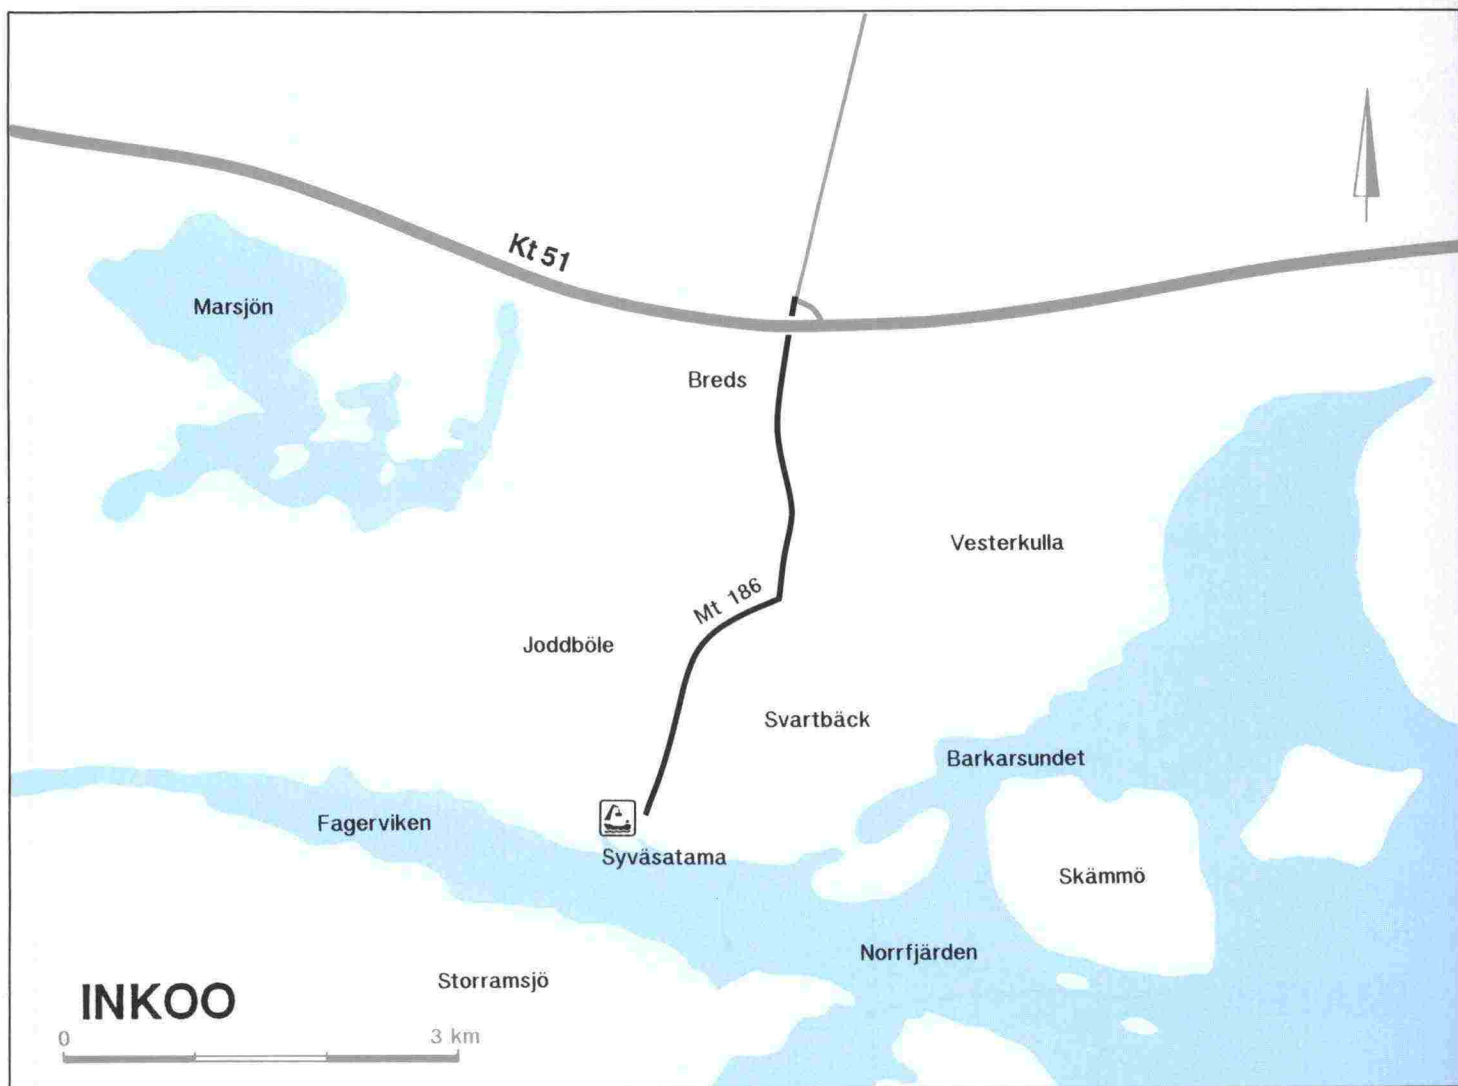 Kt 51
Marsjön
Breds
Vesterkulla
Mt 186
Joddböle
Svartbäck
Barkarsundet
Fagerviken
Syväsatama
Skämmö
Norrfjärden
Storramsjö
INKOO
0 3 km